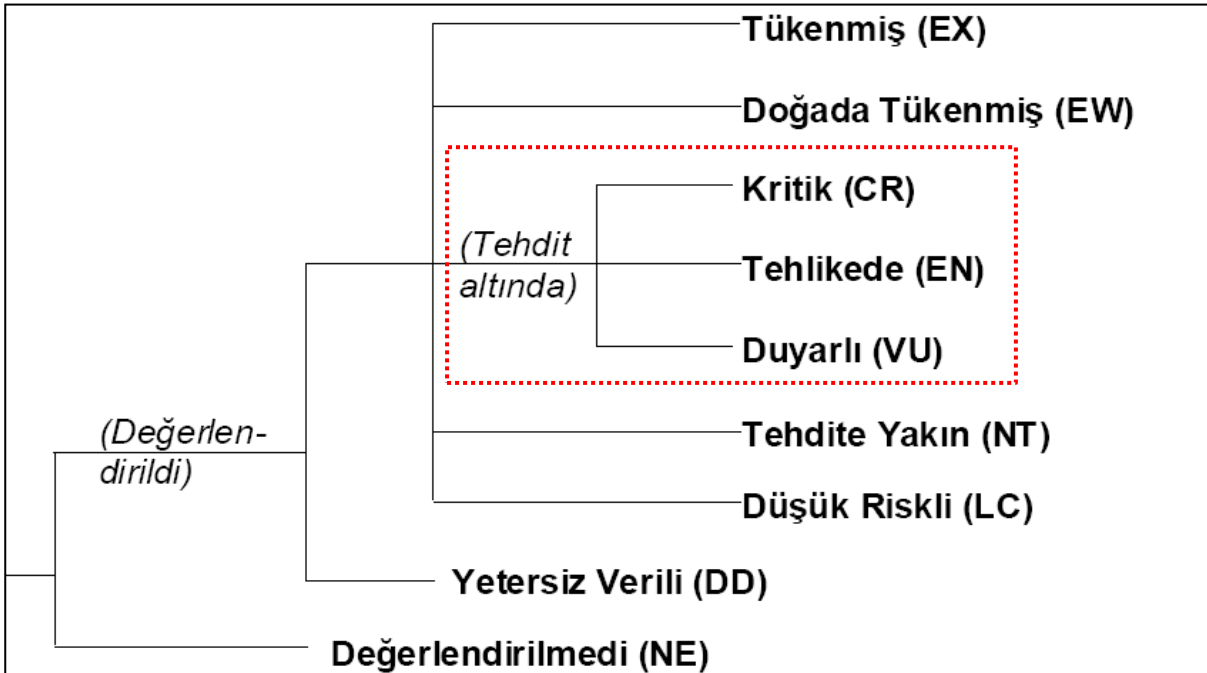 Tükenmiş (EX)
Doğada Tükenmiş (EW)
Kritik (CR)
(Tehdit
altında)
Tehlikede (EN)
Duyarlı (VU)
(Değerlen-
dirildi)
Tehdite Yakın (NT)
Düşük Riskli (LC)
Yetersiz Verili (DD)
Değerlendirilmedi (NE)